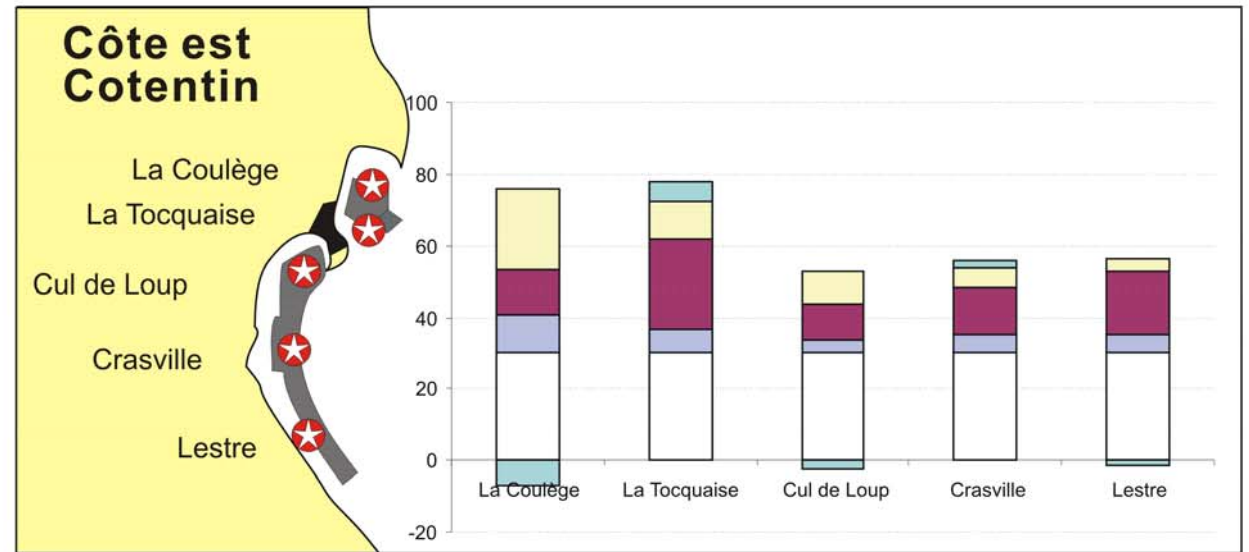 Côte est
Cotentin
La Coulège
La Tocquaise
Cul de Loup
Crasville
Lestre
100
80
60
40
20
0
-20
La Coulège La Tocquaise Cul de Loup Crasville Lestre